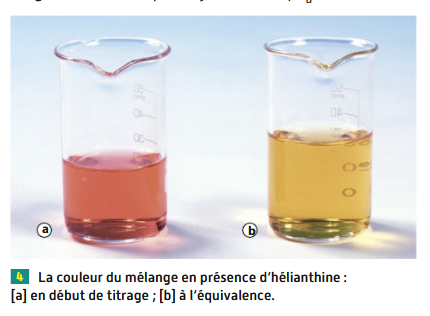 a
b
4 La couleur du mélange en présence d'hélianthine :
[a] en début de titrage ; [b] à l'équivalence.